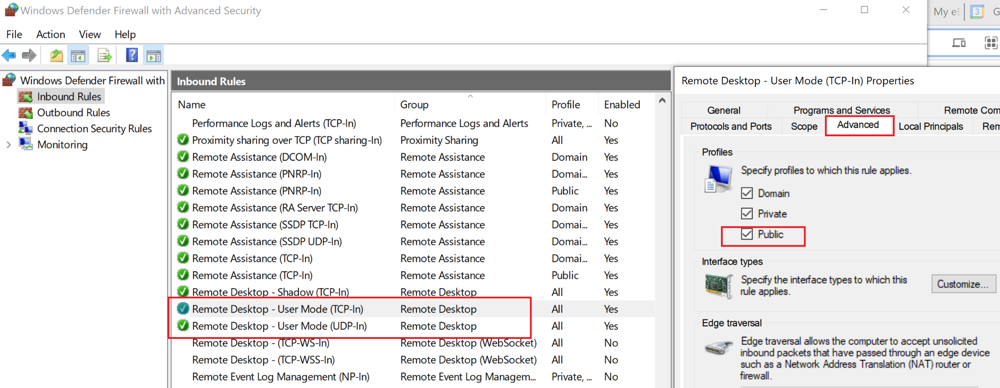 Windows Defender Firewall with Advanced Security
My eB
3
G
File Action View Help
?
Windows Defender Firewall with
Inbound Rules
Outbound Rules
Connection Security Rules
Monitoring
Inbound Rules
Name Group Profile Enabled
Performance Logs and Alerts (TCP-In) Performance Logs and Alerts Private, ... No
Proximity sharing over TCP (TCP sharing-In) Proximity Sharing All Yes
Remote Assistance (DCOM-In) Remote Assistance Domain Yes
Remote Assistance (PNRP-In) Remote Assistance Domai... Yes
Remote Assistance (PNRP-In) Remote Assistance Public Yes
Remote Assistance (RA Server TCP-In) Remote Assistance Domain Yes
Remote Assistance (SSDP TCP-In) Remote Assistance Domai... Yes
Remote Assistance (SSDP UDP-In) Remote Assistance Domai... Yes
Remote Assistance (TCP-In) Remote Assistance Domai... Yes
Remote Assistance (TCP-In) Remote Assistance Public Yes
Remote Desktop - Shadow (TCP-In) Remote Desktop All Yes
Remote Desktop - User Mode (TCP-In) Remote Desktop All Yes
Remote Desktop - User Mode (UDP-In) Remote Desktop All Yes
Remote Desktop - (TCP-WS-In) Remote Desktop (WebSocket) All No
Remote Desktop - (TCP-WSS-In) Remote Desktop (WebSocket) All No
Remote Event Log Management (NP-In) Remote Event Log Managem... Private, ... No
Remote Desktop - User Mode (TCP-In) Properties
General Programs and Services Remote Com
Protocols and Ports Scope Advanced Local Principals Rem
Profiles
Specify profiles to which this rule applies.
Domain
Private
Public
Interface types
Specify the interface types to which this
rule applies.
Customize...
Edge traversal
Edge traversal allows the computer to accept unsolicited
inbound packets that have passed through an edge device
such as a Network Address Translation (NAT) router or
firewall.